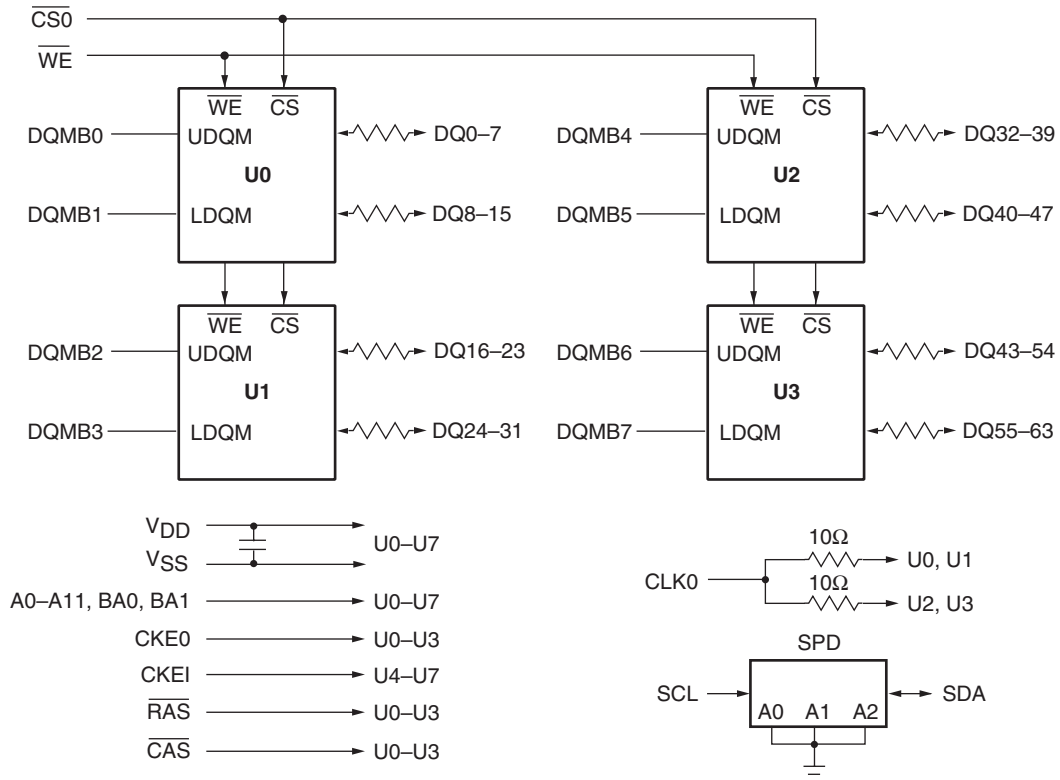 CS0
WE
WE CS
DQMB0 UDQM DQ0–7
U0
DQMB1 LDQM DQ8–15
WE CS
DQMB4 UDQM DQ32–39
U2
DQMB5 LDQM DQ40–47
WE CS
DQMB2 UDQM DQ16–23
U1
DQMB3 LDQM DQ24–31
WE CS
DQMB6 UDQM DQ43–54
U3
DQMB7 LDQM DQ55–63
VDD
VSS
U0–U7
A0–A11, BA0, BA1 U0–U7
CKE0 U0–U3
CKEI U4–U7
RAS U0–U3
CAS U0–U3
10Ω
U0, U1
CLK0
10Ω
U2, U3
SPD
SCL SDA
A0 A1 A2